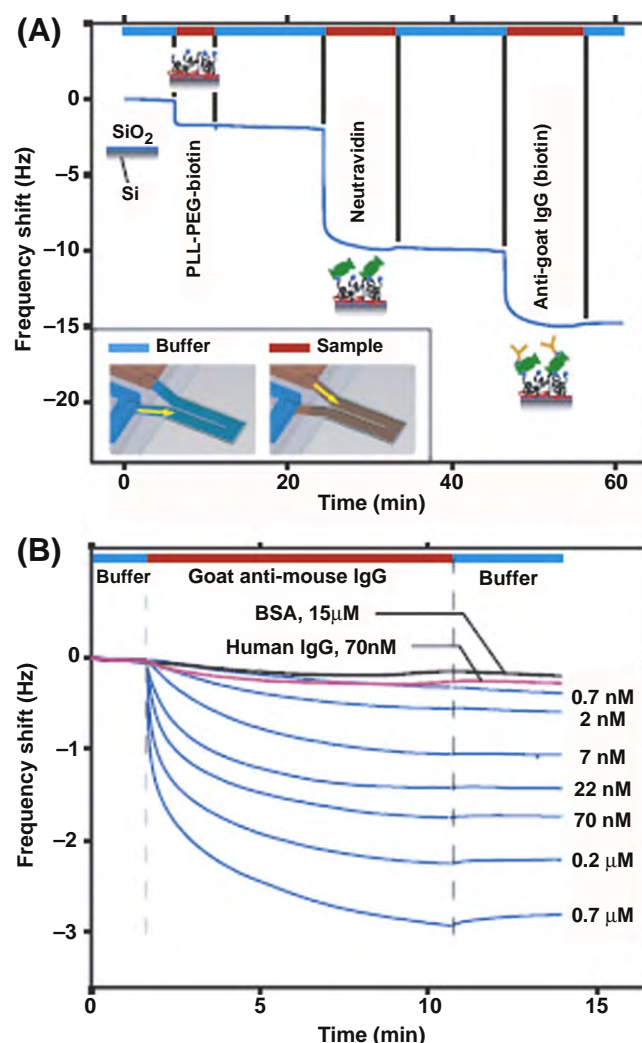 (A)
0
–5
–10
–15
–20
Frequency shift (Hz)
SiO2
Si
PLL-PEG-biotin
Neutravidin
Anti-goat IgG (biotin)
Buffer
Sample
0
20
40
60
Time (min)
(B)
Buffer
Goat anti-mouse IgG
Buffer
BSA, 15μM
Human IgG, 70nM
0
–1
–2
–3
Frequency shift (Hz)
0.7 nM
2 nM
7 nM
22 nM
70 nM
0.2 μM
0.7 μM
0
5
10
15
Time (min)